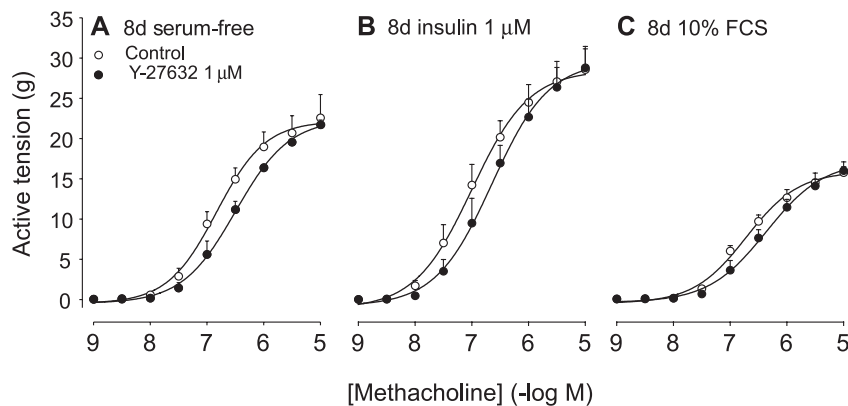 A 8d serum-free
Control
Y-27632 1 μM
B 8d insulin 1 μM
C 8d 10% FCS
Active tension (g)
35
30
25
20
15
10
5
0
9 8 7 6 5 9 8 7 6 5 9 8 7 6 5
[Methacholine] (-log M)